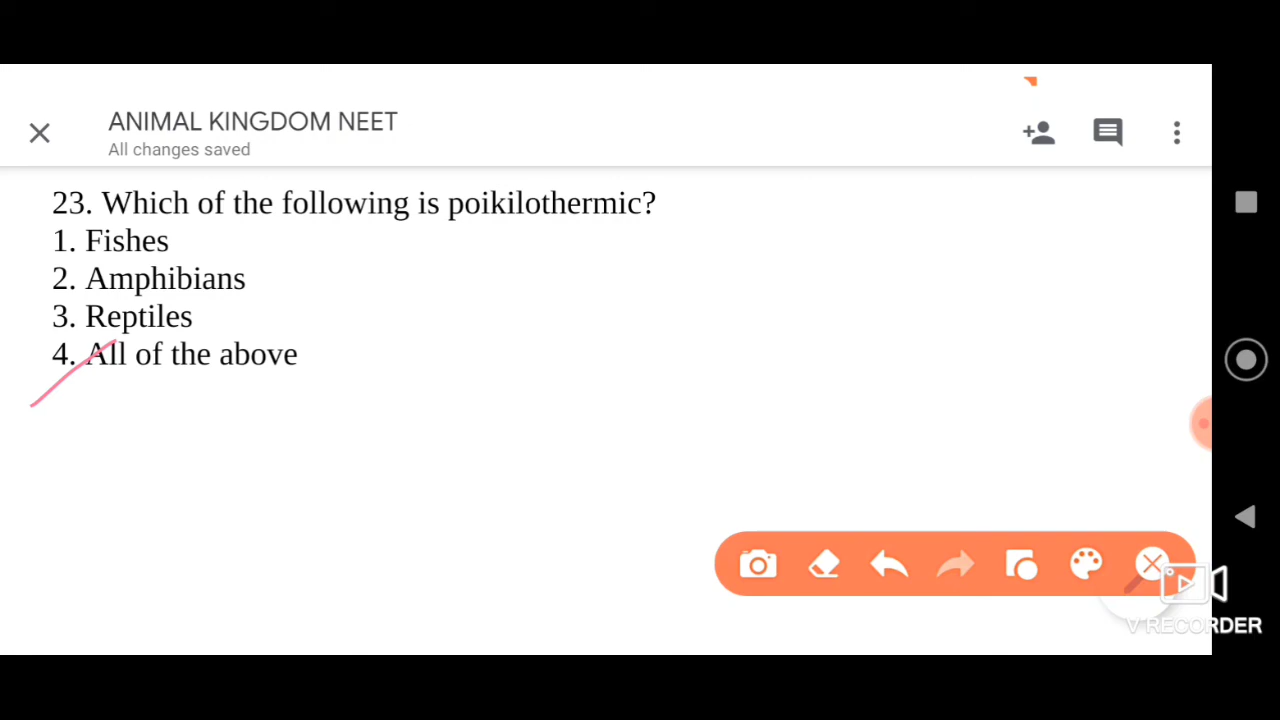 ANIMAL KINGDOM NEET
All changes saved
23. Which of the following is poikilothermic?
1. Fishes
2. Amphibians
3. Reptiles
4. All of the above
V RECORDER